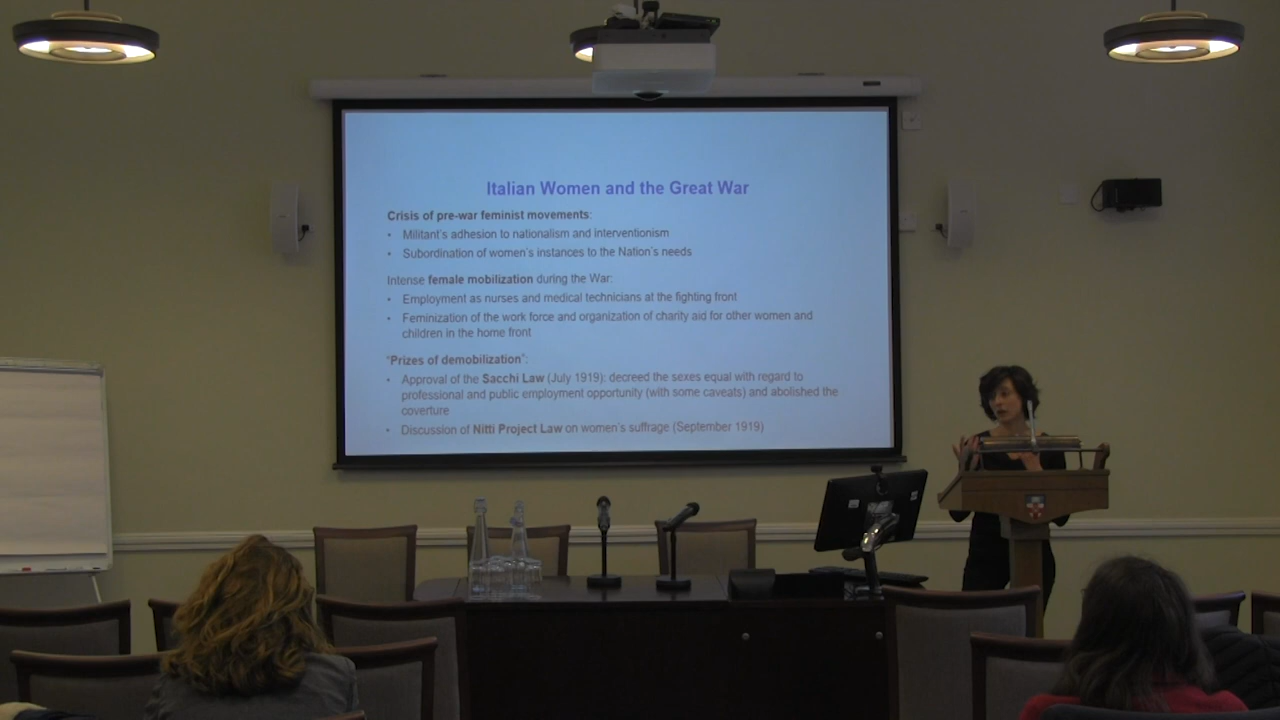 Italian Women and the Great War
Crisis of pre-war feminist movements:
• Militant's adhesion to nationalism and interventionism
• Subordination of women's instances to the Nation's needs
Intense female mobilization during the War:
• Employment as nurses and medical technicians at the fighting front
• Feminization of the work force and organization of charity aid for other women and
children in the home front
"Prizes of demobilization":
• Approval of the Sacchi Law (July 1919): decreed the sexes equal with regard to
professional and public employment opportunity (with some caveats) and abolished the
coverture
• Discussion of Nitti Project Law on women's suffrage (September 1919)